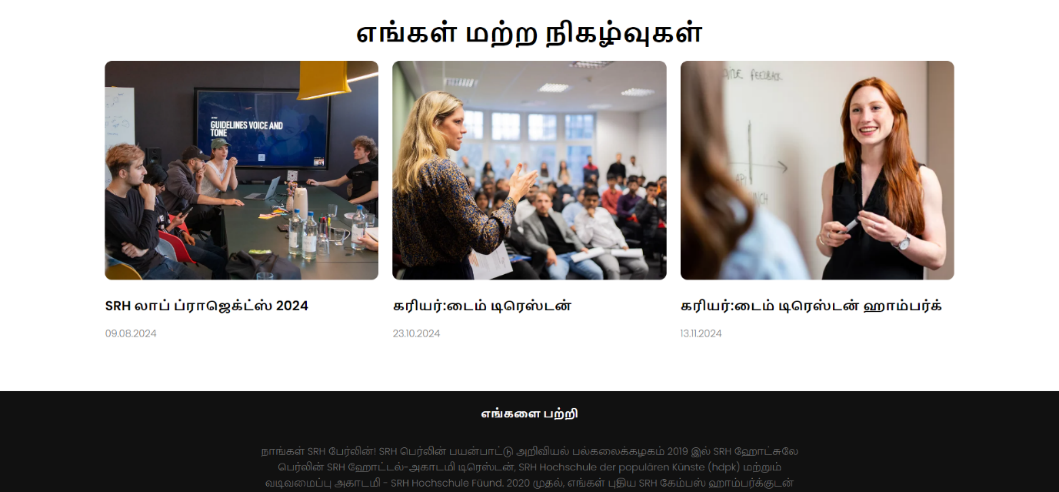 எங்கள் மற்ற நிகழ்வுகள்
GUIDELINES VOICE AND
TONE
SRH லாப் ப்ராஜெக்ட்ஸ் 2024
09.08.2024
கரியர்:டைம் டிரெஸ்டன்
23.10.2024
கரியர்:டைம் டிரெஸ்டன் ஹாம்பர்க்
13.11.2024
எங்களை பற்றி
நாங்கள் SRH பேர்லின்! SRH பெர்லின் பயன்பாட்டு அறிவியல் பல்கலைக்கழகம் 2019 இல் SRH ஹோட்சுலே
பெர்லின் SRH ஹோட்டல்-அகாடமி டிரெஸ்டன், SRH Hochschule der populären Künste (hdpk) மற்றும்
வடிவமைப்பு அகாடமி - SRH Hochschule Füund. 2020 முதல், எங்கள் புதிய SRH கேம்பஸ் ஹாம்பர்க்குடன்